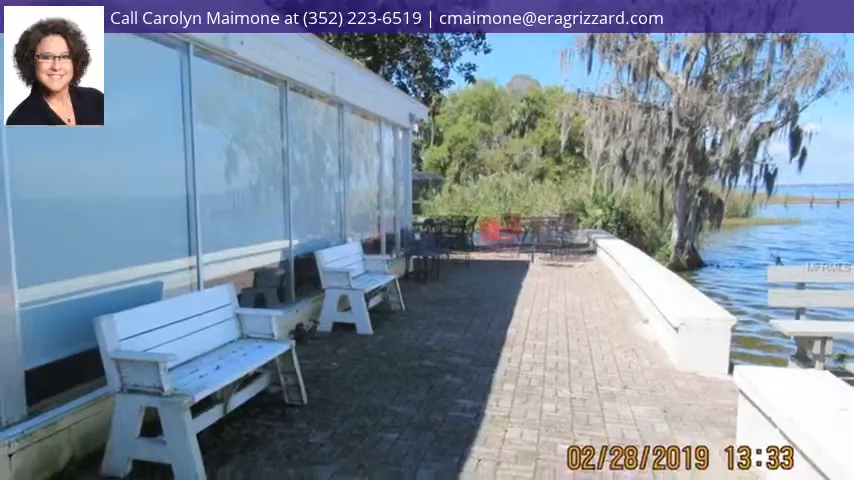 Call Carolyn Maimone at (352) 223-6519 | cmaimone@eragrizzard.com
MFRMLS
02/28/2019 13:33